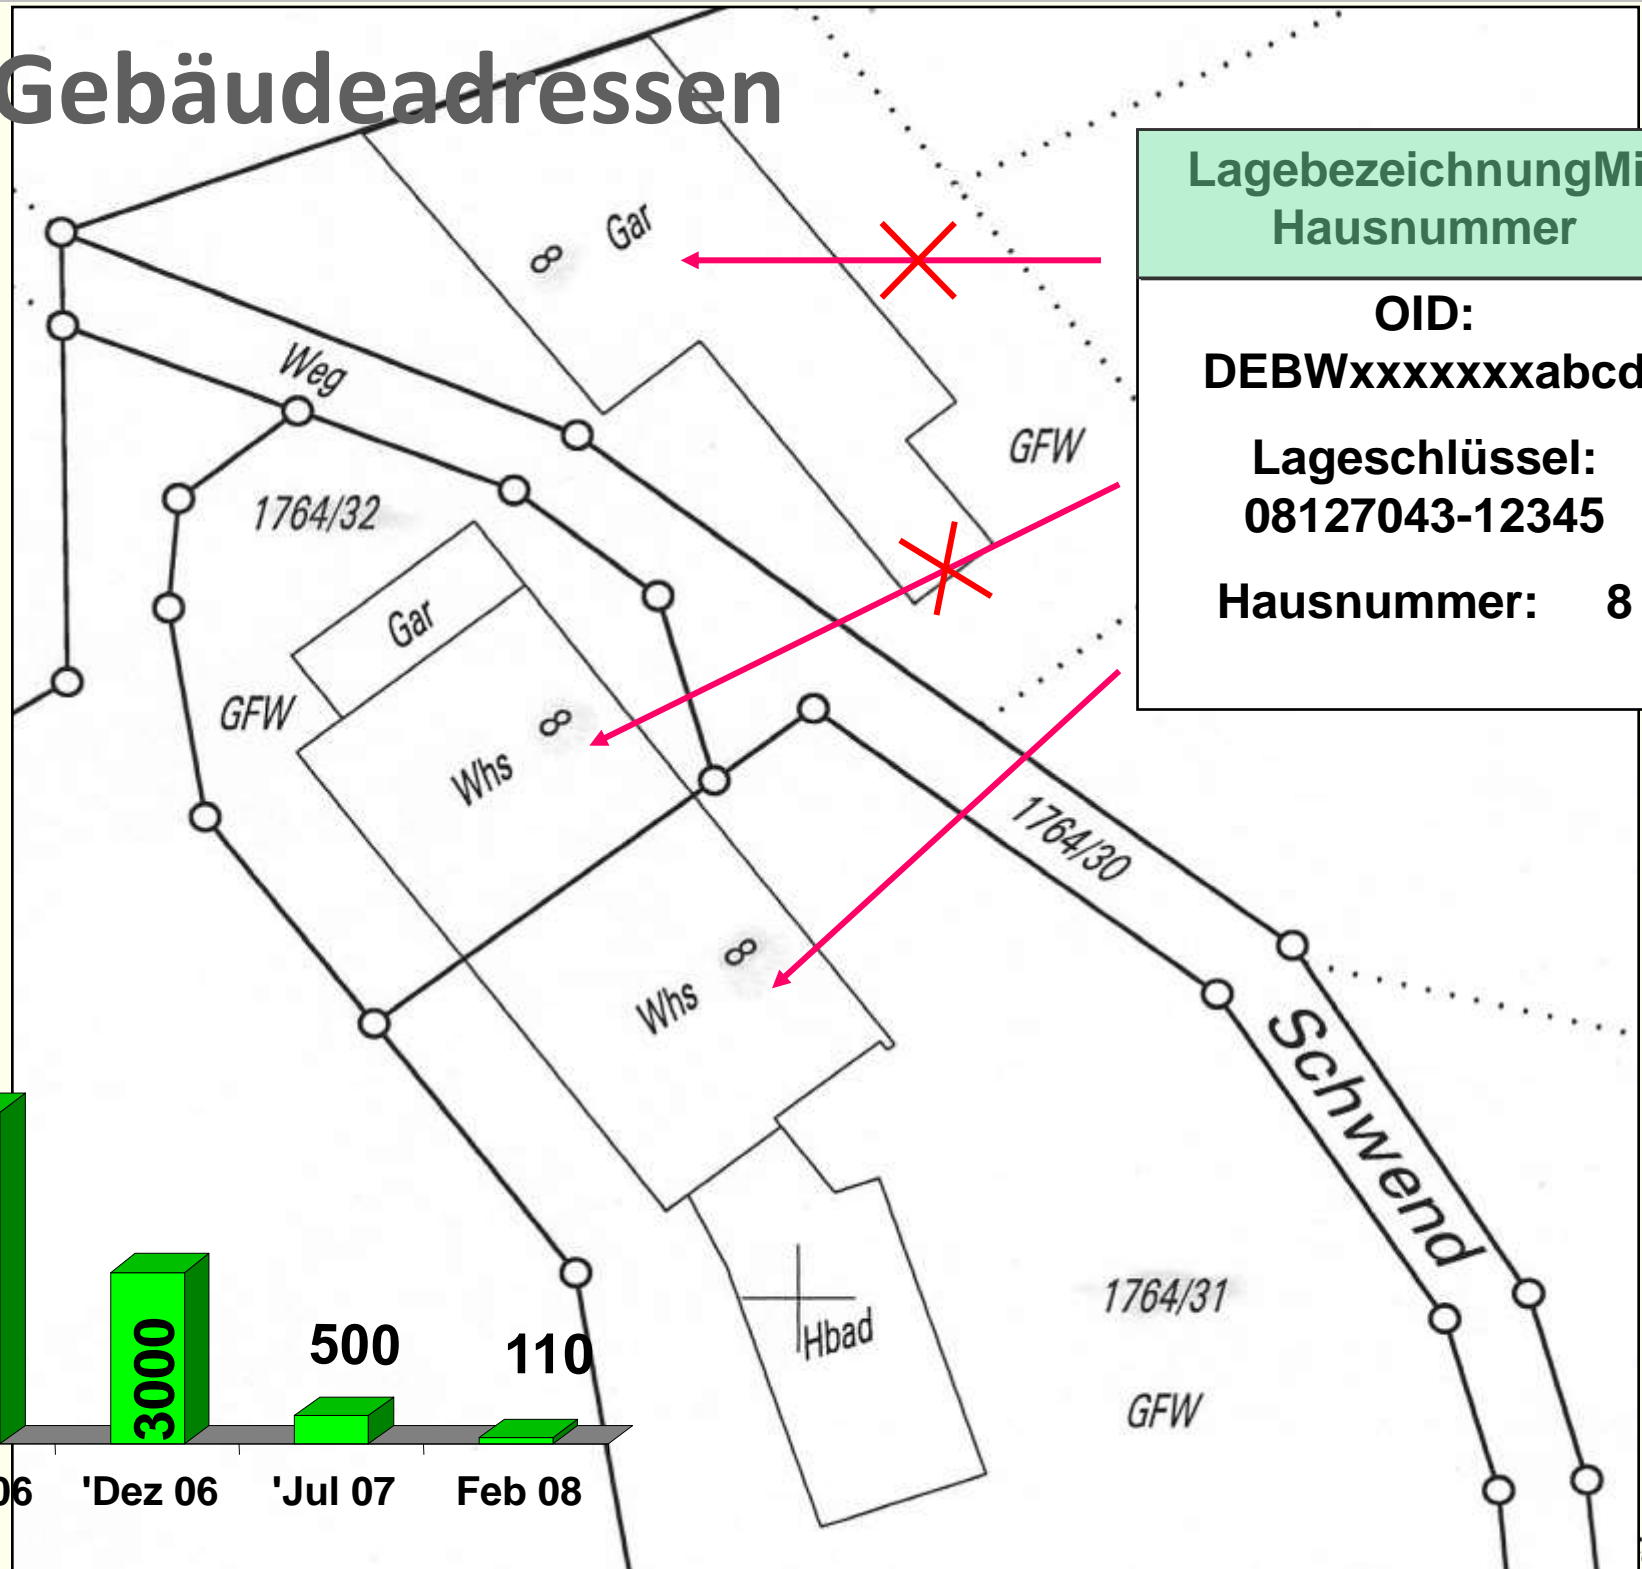 Gebäudeadressen
LagebezeichnungMi
Hausnummer
OID:
DEBWxxxxxxxabcd
Lageschlüssel:
08127043-12345
Hausnummer: 8
8 Gar
Weg
GFW
1764/32
Gar
GFW
8
Whs
1764/30
8
Whs
Schwend
1764/31
Hbad
GFW
3000
500
110
06
'Dez 06
'Jul 07
Feb 08